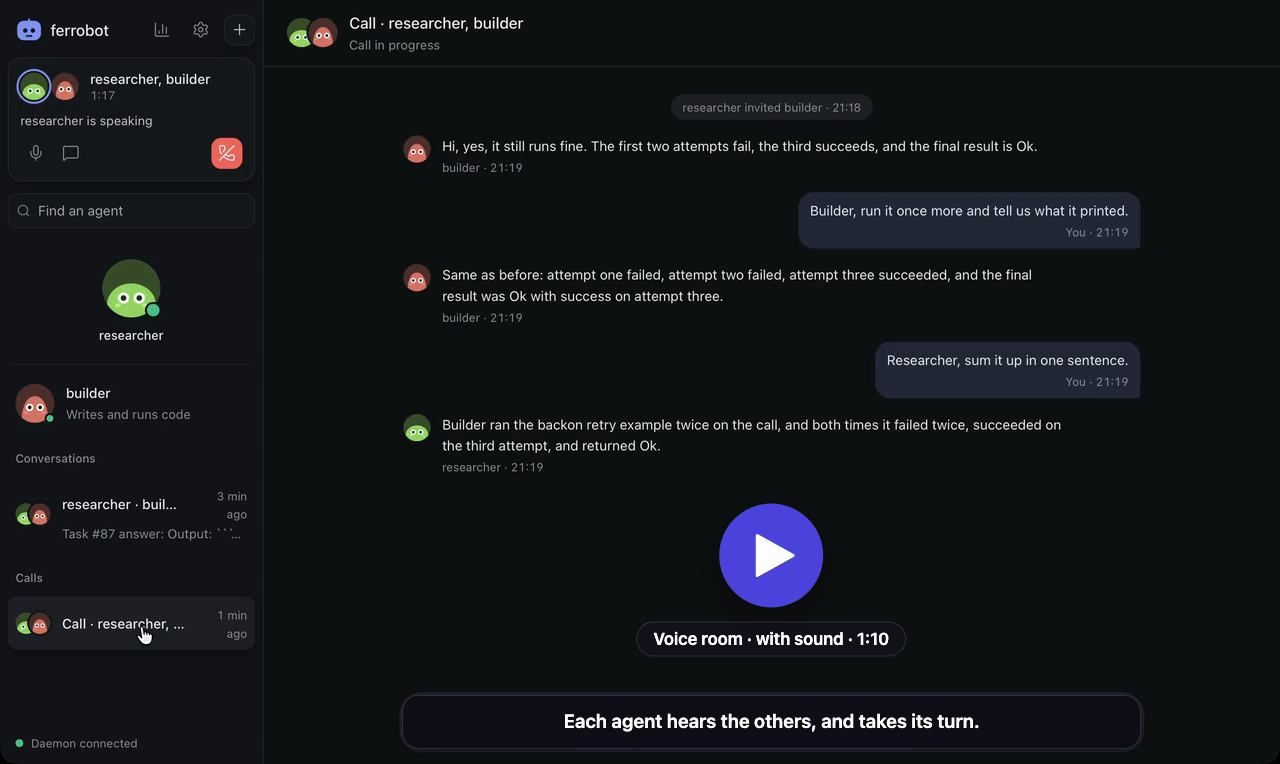 ferrobot
researcher, builder
1:17
researcher is speaking
Find an agent
researcher
builder
Writes and runs code
Conversations
researcher · buil...
3 min
ago
Task #87 answer: Output: ```...
Calls
Call · researcher, ...
1 min
ago
Daemon connected
Call · researcher, builder
Call in progress
researcher invited builder · 21:18
Hi, yes, it still runs fine. The first two attempts fail, the third succeeds, and the final result is Ok.
builder · 21:19
Builder, run it once more and tell us what it printed.
You · 21:19
Same as before: attempt one failed, attempt two failed, attempt three succeeded, and the final
result was Ok with success on attempt three.
builder · 21:19
Researcher, sum it up in one sentence.
You · 21:19
Builder ran the backon retry example twice on the call, and both times it failed twice, succeeded on
the third attempt, and returned Ok.
researcher · 21:19
Voice room · with sound · 1:10
Each agent hears the others, and takes its turn.